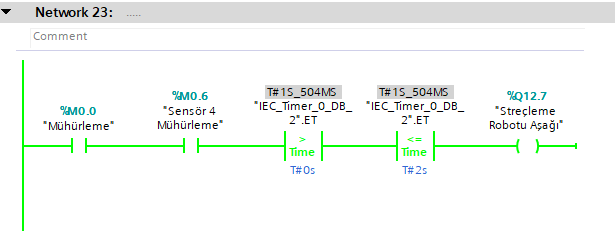 Network 23: .....
Comment
%M0.0
"Mühürleme"
%M0.6
"Sensör 4
Mühürleme"
T#1S_504MS
"IEC_Timer_0_DB_
2".ET
>
Time
T#0s
T#1S_504MS
"IEC_Timer_0_DB_
2".ET
<=
Time
T#2s
%Q12.7
"Streçleme
Robotu Aşağı"